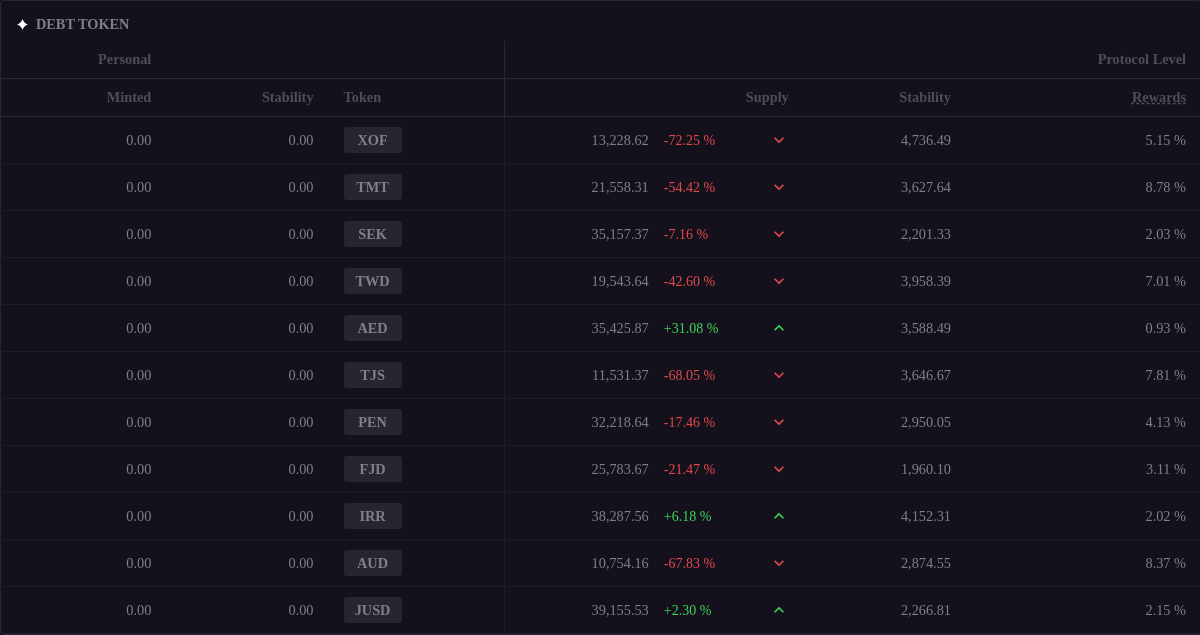 ✦ DEBT TOKEN
Personal Protocol Level
Minted Stability Token Supply Stability Rewards
0.00 0.00 XOF 13,228.62 -72.25 % 4,736.49 5.15 %
0.00 0.00 TMT 21,558.31 -54.42 % 3,627.64 8.78 %
0.00 0.00 SEK 35,157.37 -7.16 % 2,201.33 2.03 %
0.00 0.00 TWD 19,543.64 -42.60 % 3,958.39 7.01 %
0.00 0.00 AED 35,425.87 +31.08 % 3,588.49 0.93 %
0.00 0.00 TJS 11,531.37 -68.05 % 3,646.67 7.81 %
0.00 0.00 PEN 32,218.64 -17.46 % 2,950.05 4.13 %
0.00 0.00 FJD 25,783.67 -21.47 % 1,960.10 3.11 %
0.00 0.00 IRR 38,287.56 +6.18 % 4,152.31 2.02 %
0.00 0.00 AUD 10,754.16 -67.83 % 2,874.55 8.37 %
0.00 0.00 JUSD 39,155.53 +2.30 % 2,266.81 2.15 %